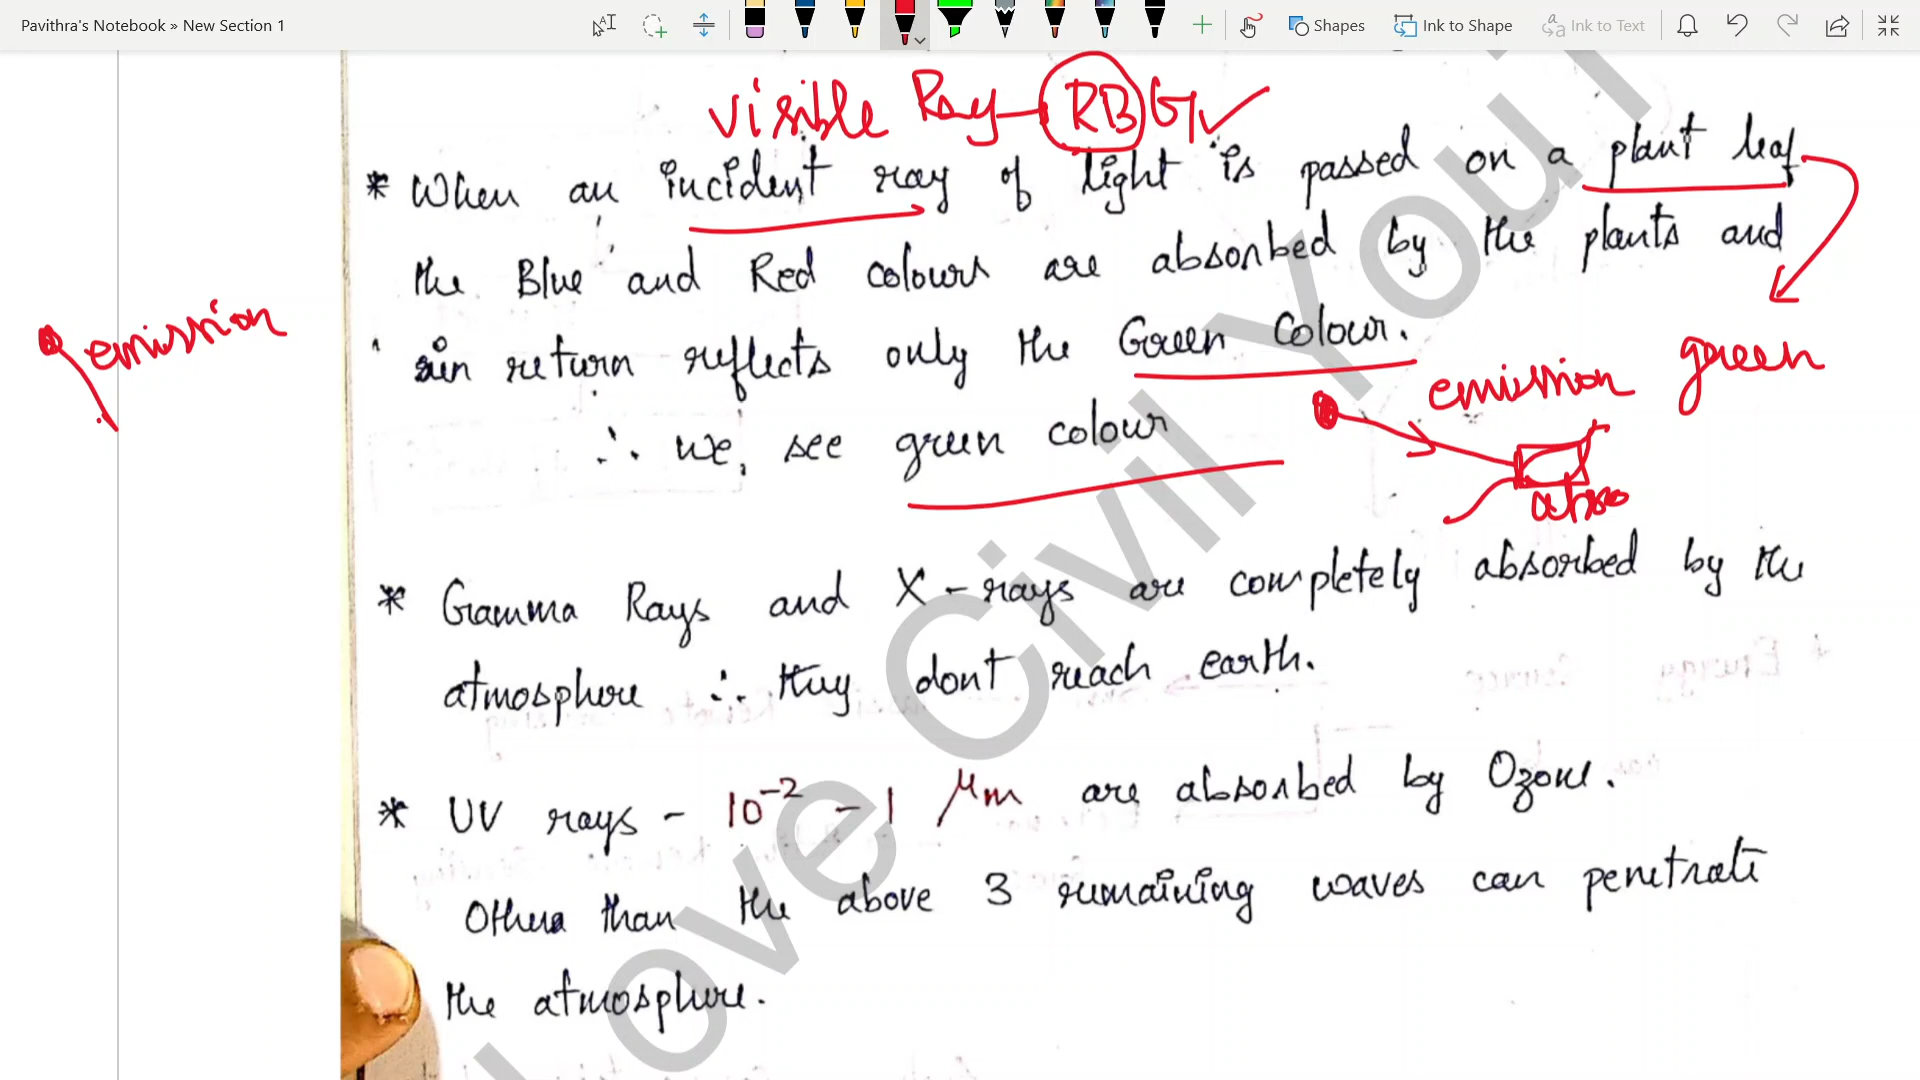 Pavithra's Notebook » New Section 1
Shapes
Ink to Shape
Ink to Text
visible Ray RBG
* When an incident ray of light is passed on a plant leaf
the Blue and Red colours are absorbed by the plants and
in return reflects only the Green Colour.
emission
emission
green
∴ we, see green colour
abso
* Gamma Rays and X-rays are completely absorbed by the
atmosphere ∴ they dont reach earth.
* UV rays - 10⁻² - 1 μm are absorbed by Ozone.
Other than the above 3 remaining waves can penetrate
the atmosphere.
Love Civil You